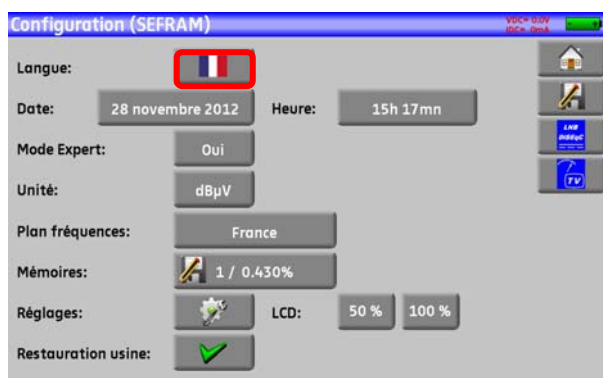 Configuration (SEFRAM)
VDC= 0.0V
IDC= 0mA
Langue:
Date: 28 novembre 2012 Heure: 15h 17mn
Mode Expert: Oui
LNB
DiSEqC
Unité: dBµV
TV
Plan fréquences: France
Mémoires: 1 / 0.430%
Réglages: LCD: 50 % 100 %
Restauration usine: